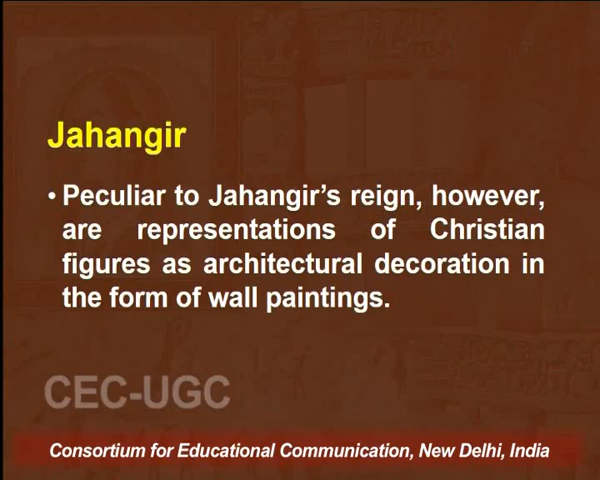 Jahangir
• Peculiar to Jahangir's reign, however,
are representations of Christian
figures as architectural decoration in
the form of wall paintings.
CEC-UGC
Consortium for Educational Communication, New Delhi, India